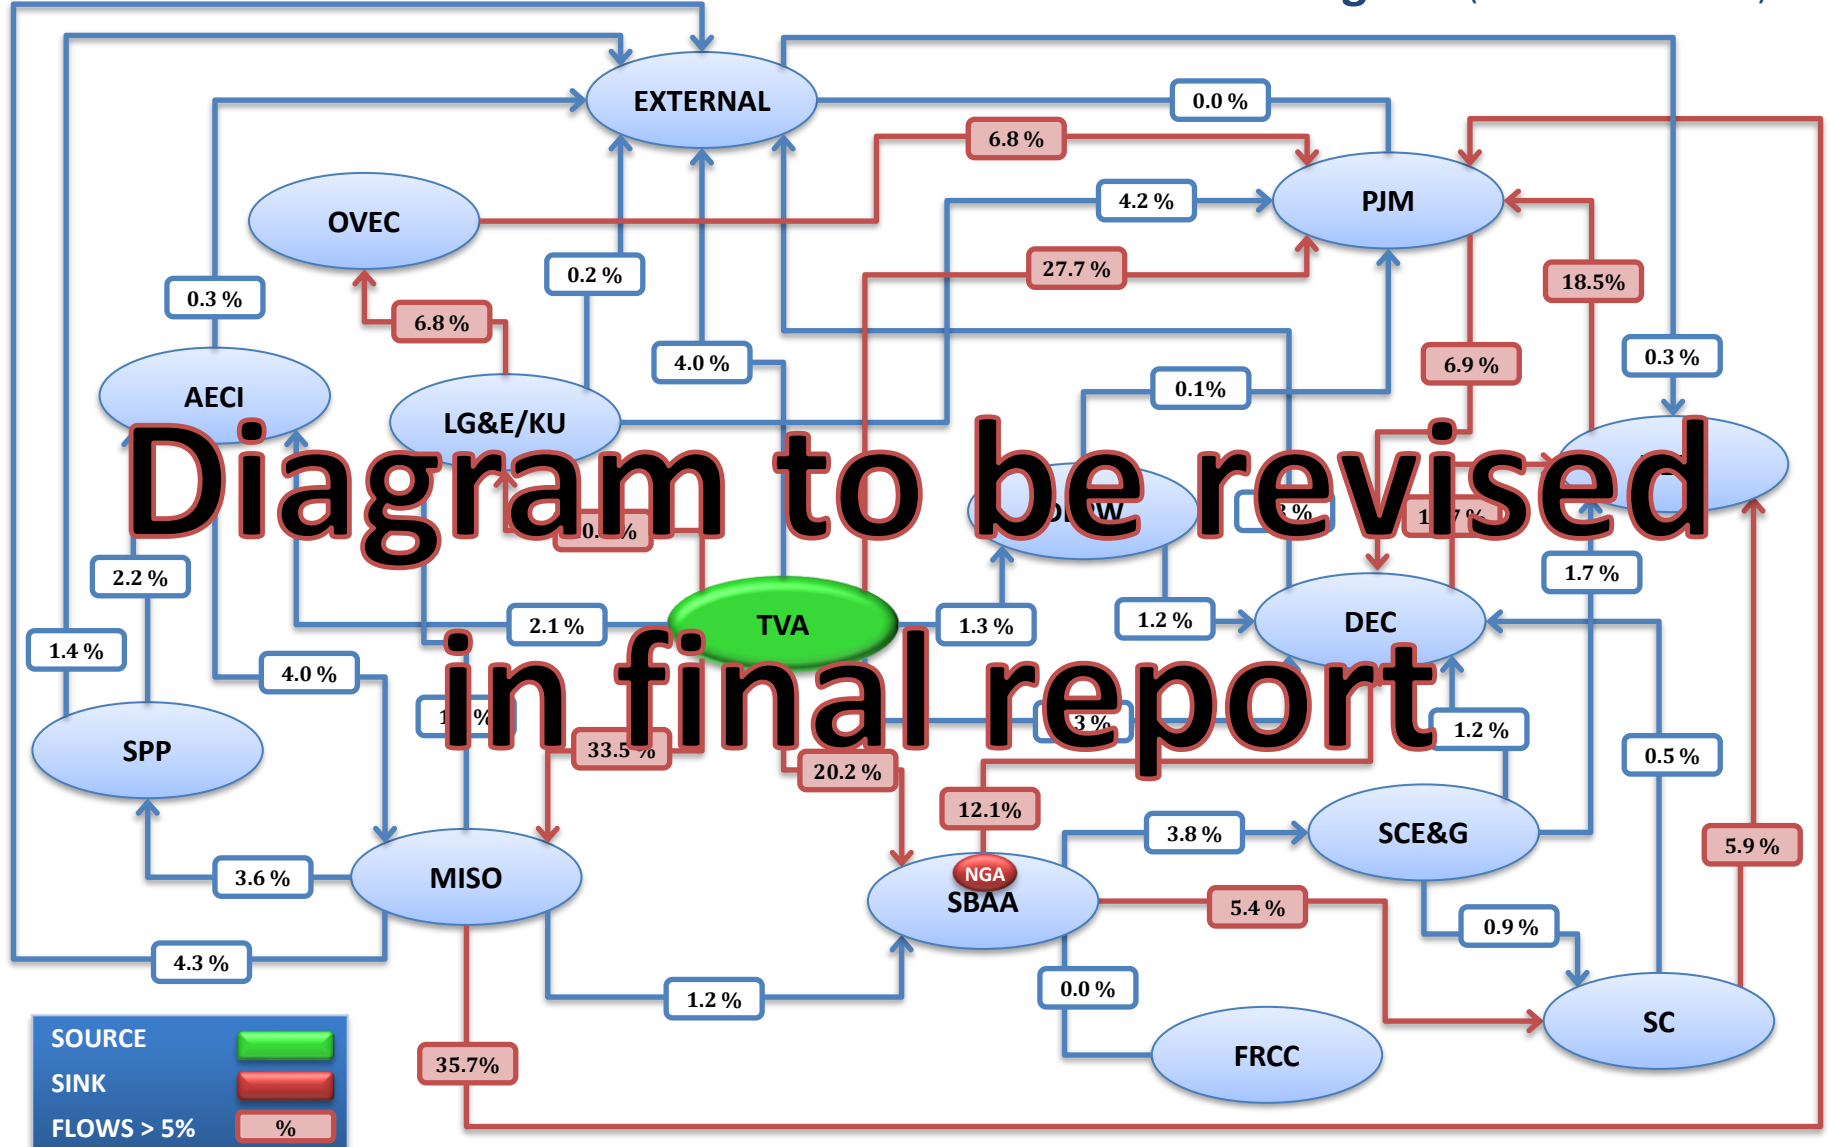 EXTERNAL
0.0 %
6.8 %
PJM
4.2 %
OVEC
27.7 %
0.2 %
18.5%
0.3 %
6.8 %
4.0 %
6.9 %
0.3 %
0.1%
AECI
LG&E/KU
Diagram to be revised
2.2 %
1.7 %
2.1 %
TVA
1.3 %
1.2 %
DEC
1.4 %
4.0 %
in final report
1.2 %
SPP
33.5 %
20.2 %
0.5 %
12.1%
3.8 %
SCE&G
5.9 %
3.6 %
MISO
NGA
SBAA
5.4 %
0.9 %
4.3 %
1.2 %
0.0 %
SC
SOURCE
FRCC
35.7%
SINK
FLOWS > 5%
%